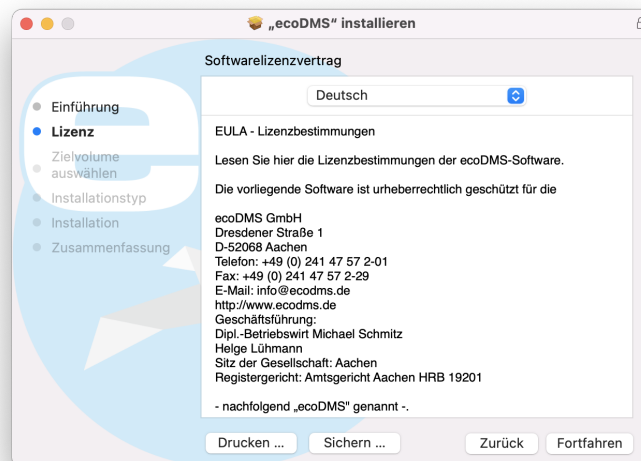 „ecoDMS“ installieren
Softwarelizenzvertrag
Einführung
Lizenz
Zielvolume
auswählen
Installationstyp
Installation
Zusammenfassung
Deutsch
EULA - Lizenzbestimmungen
Lesen Sie hier die Lizenzbestimmungen der ecoDMS-Software.
Die vorliegende Software ist urheberrechtlich geschützt für die
ecoDMS GmbH
Dresdener Straße 1
D-52068 Aachen
Telefon: +49 (0) 241 47 57 2-01
Fax: +49 (0) 241 47 57 2-29
E-Mail: info@ecodms.de
http://www.ecodms.de
Geschäftsführung:
Dipl.-Betriebswirt Michael Schmitz
Helge Lühmann
Sitz der Gesellschaft: Aachen
Registergericht: Amtsgericht Aachen HRB 19201
- nachfolgend „ecoDMS" genannt -.
Drucken ...
Sichern ...
Zurück
Fortfahren